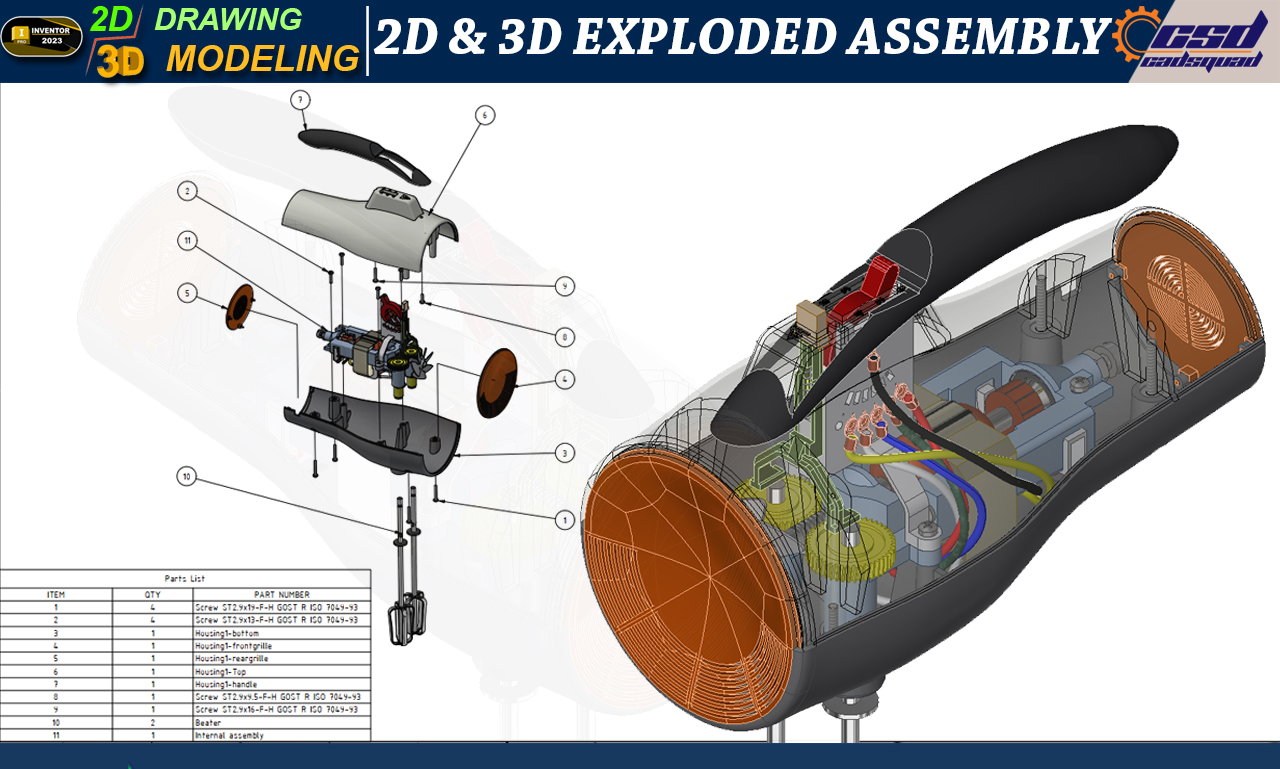 I PRO INVENTOR 2023
2D DRAWING
3D MODELING
2D & 3D EXPLODED ASSEMBLY
csd
cadsquad
7
6
2
11
5
9
8
4
3
10
1
Parts List
ITEM QTY PART NUMBER
1 4 Screw ST2.9x19-F-H GOST R ISO 7049-93
2 4 Screw ST2.9x13-F-H GOST R ISO 7049-93
3 1 Housing1-bottom
4 1 Housing1-frontgrille
5 1 Housing1-reargrille
6 1 Housing1-Top
7 1 Housing1-handle
8 1 Screw ST2.9x9.5-F-H GOST R ISO 7049-93
9 1 Screw ST2.9x16-F-H GOST R ISO 7049-93
10 2 Beater
11 1 Internal assembly